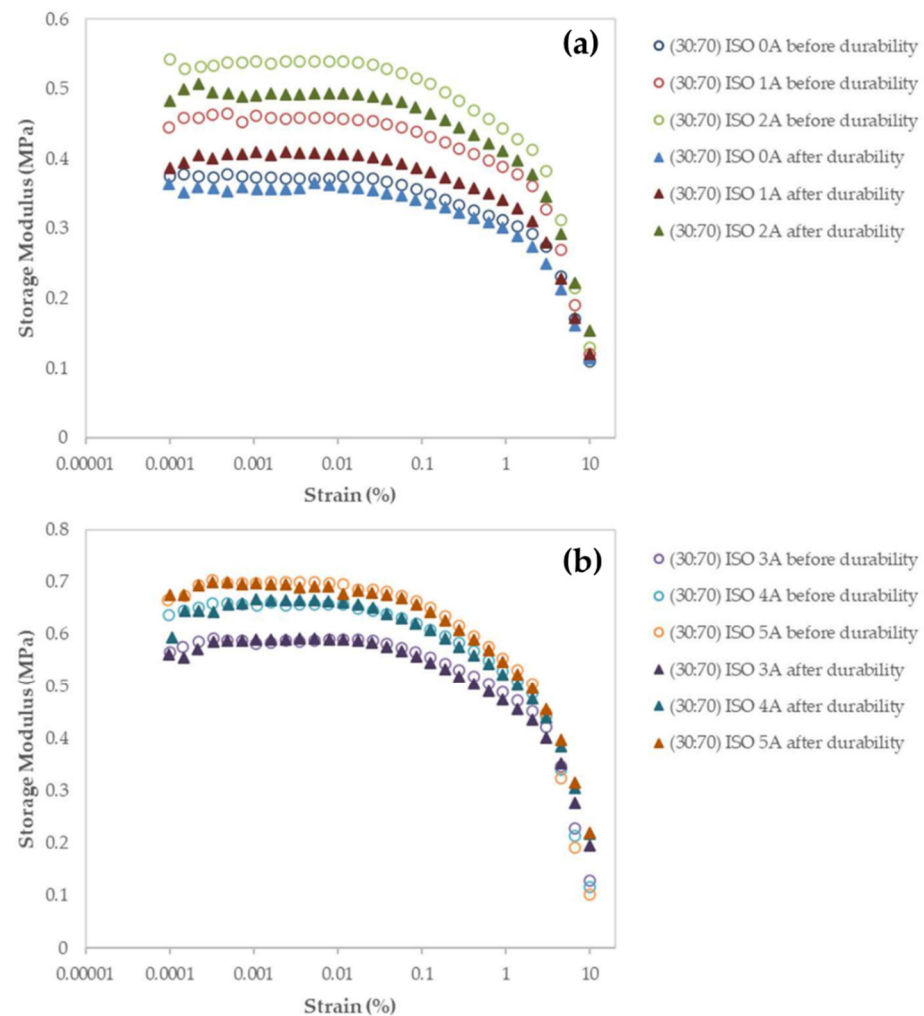 (a)
0.6
0.5
0.4
0.3
0.2
0.1
0
Storage Modulus (MPa)
0.00001 0.0001 0.001 0.01 0.1 1 10
Strain (%)
(30:70) ISO 0A before durability
(30:70) ISO 1A before durability
(30:70) ISO 2A before durability
(30:70) ISO 0A after durability
(30:70) ISO 1A after durability
(30:70) ISO 2A after durability
(b)
0.8
0.7
0.6
0.5
0.4
0.3
0.2
0.1
0
Storage Modulus (MPa)
0.00001 0.0001 0.001 0.01 0.1 1 10
Strain (%)
(30:70) ISO 3A before durability
(30:70) ISO 4A before durability
(30:70) ISO 5A before durability
(30:70) ISO 3A after durability
(30:70) ISO 4A after durability
(30:70) ISO 5A after durability